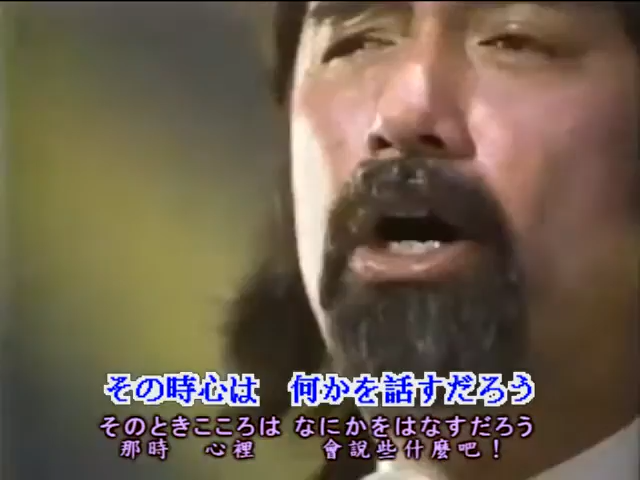 その時心は 何かを話すだろう
そのときこころは なにかをはなすだろう
那時 心裡 會說些什麼吧！